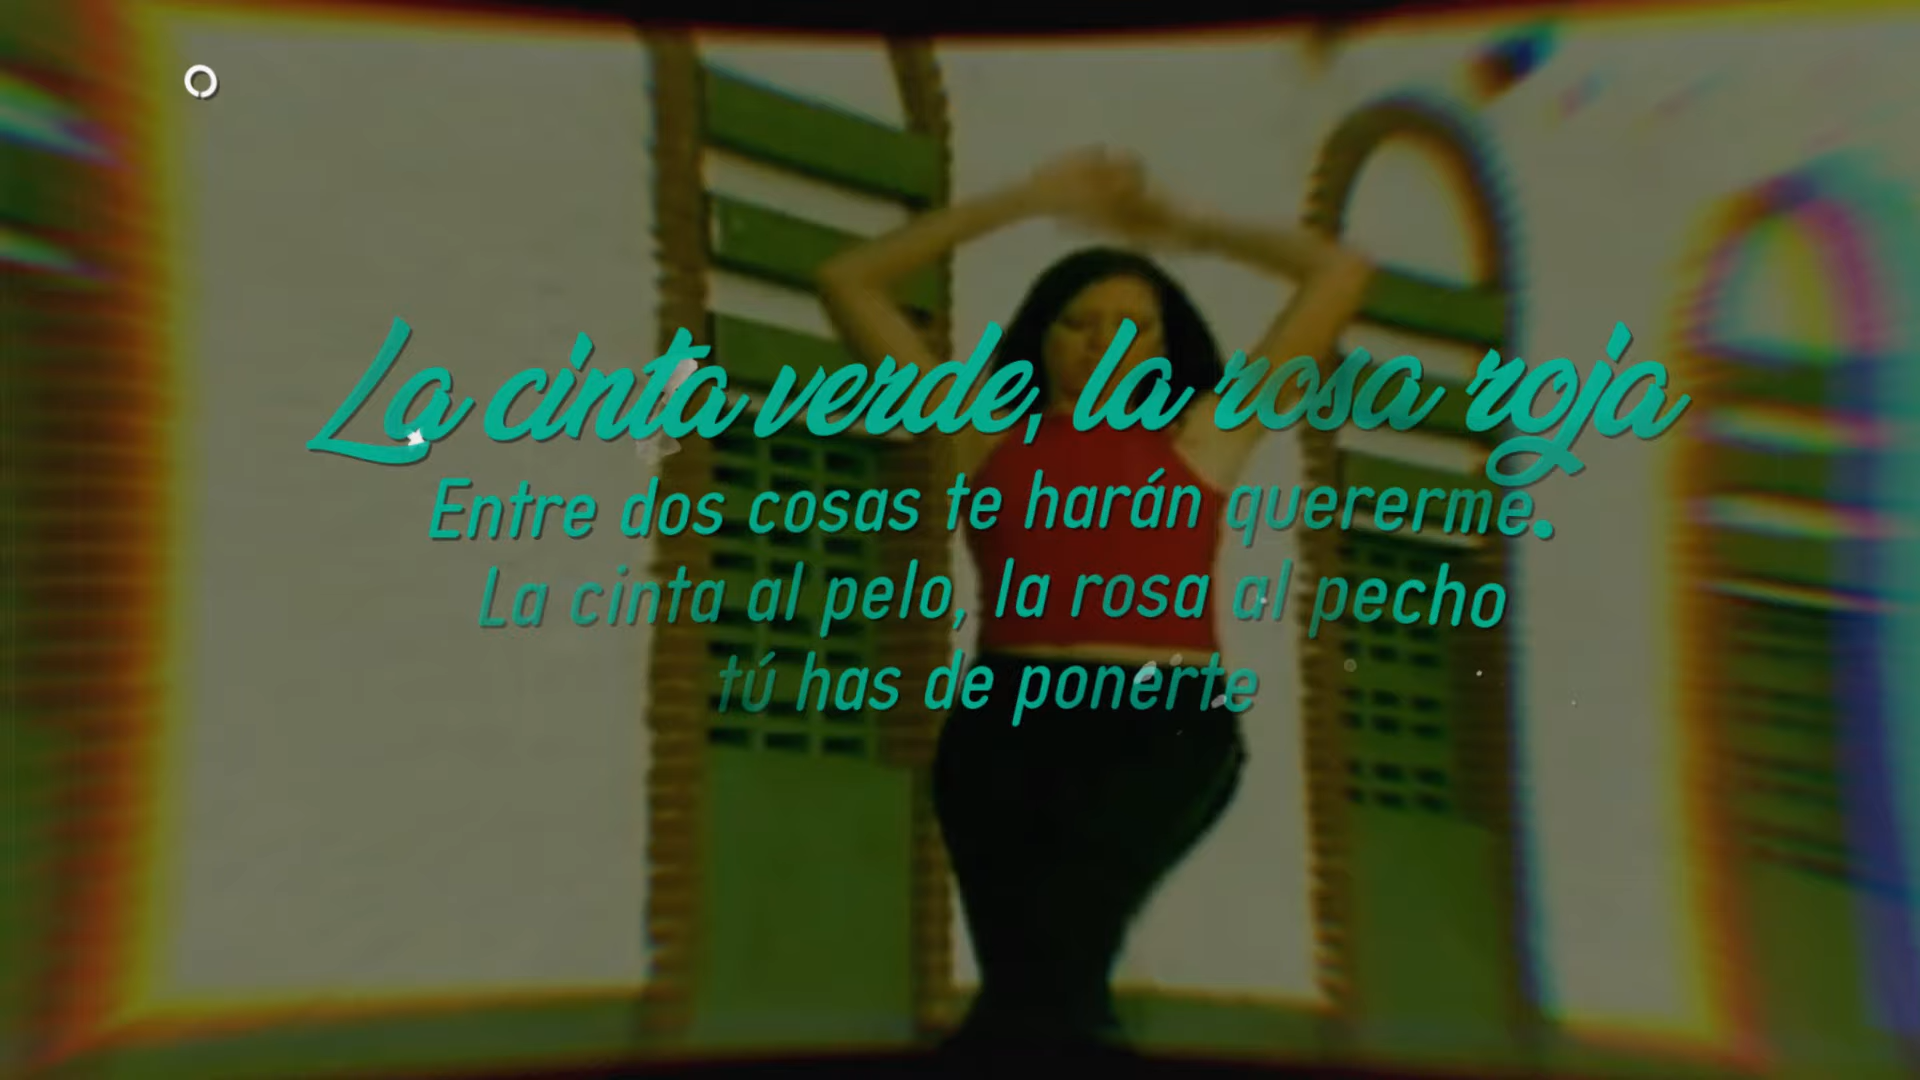 La cinta verde, la rosa roja
Entre dos cosas te harán quererme.
La cinta al pelo, la rosa al pecho
tú has de ponerte